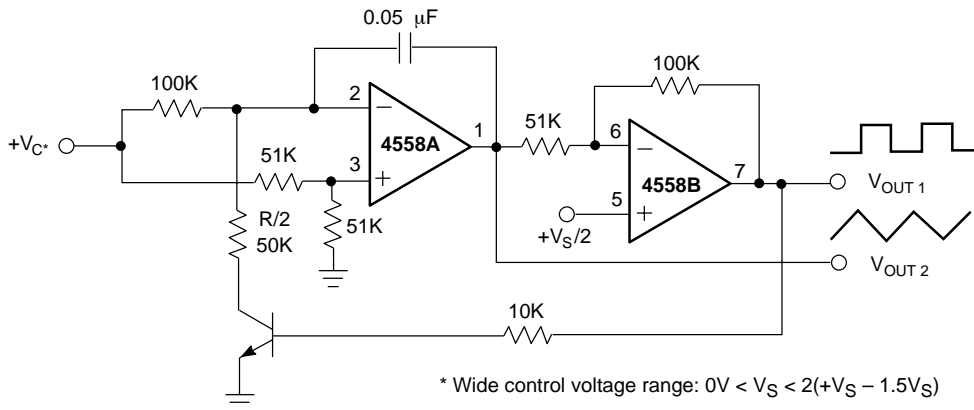 0.05 μF
100K
100K
2
−
4558A
1
51K
6
−
+VC*
51K
3
+
4558B
7
VOUT 1
R/2
50K
51K
5
+
+VS/2
VOUT 2
10K
* Wide control voltage range: 0V < VS < 2(+VS – 1.5VS)